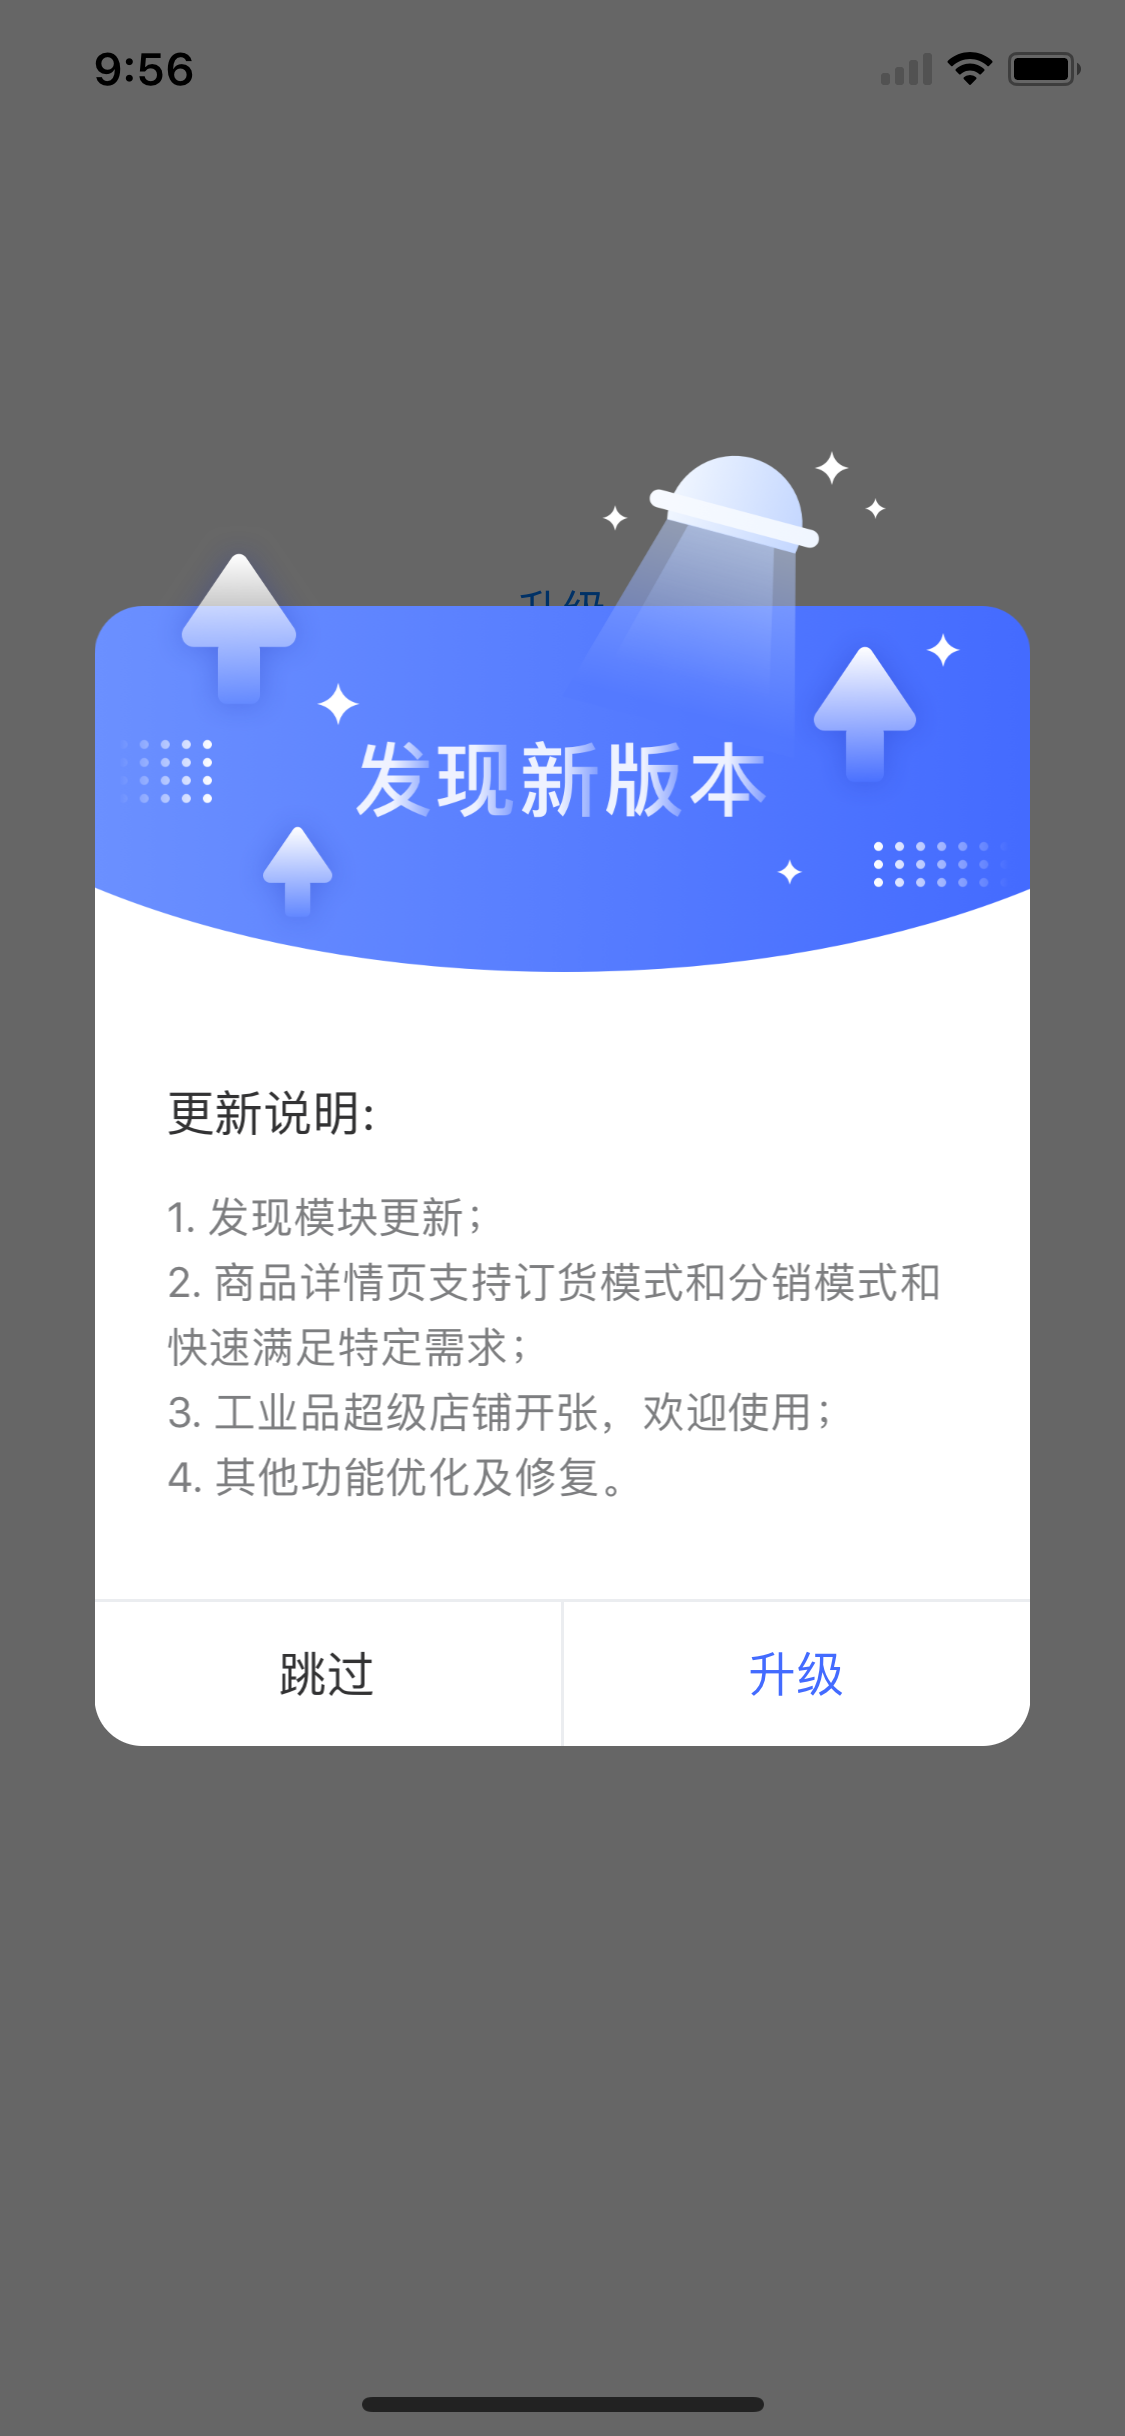 9:56
升级
发现新版本
更新说明:
1. 发现模块更新;
2. 商品详情页支持订货模式和分销模式和
快速满足特定需求;
3. 工业品超级店铺开张，欢迎使用;
4. 其他功能优化及修复。
跳过
升级